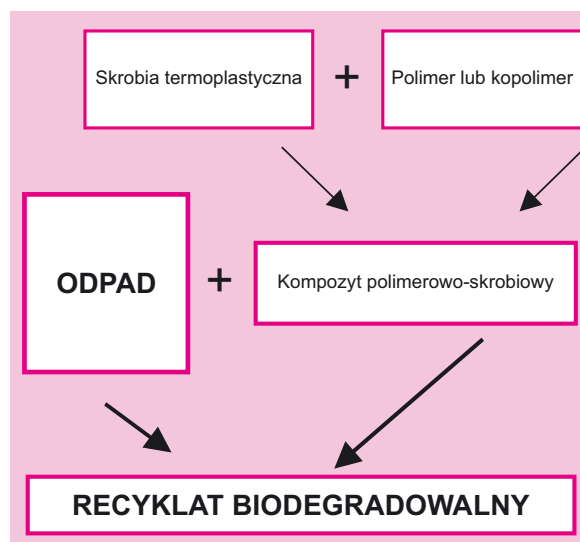 Skrobia termoplastyczna + Polimer lub kopolimer
ODPAD + Kompozyt polimerowo-skrobiowy
RECYKLAT BIODEGRADOWALNY